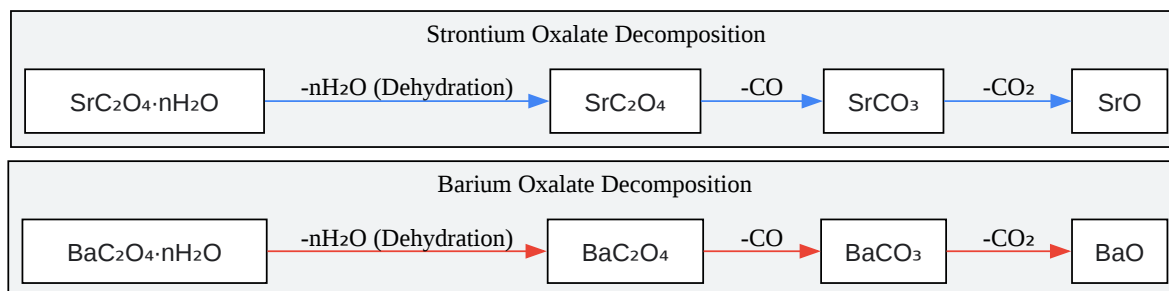 Strontium Oxalate Decomposition
SrC₂O₄·nH₂O
-nH₂O (Dehydration)
SrC₂O₄
-CO
SrCO₃
-CO₂
SrO
Barium Oxalate Decomposition
BaC₂O₄·nH₂O
-nH₂O (Dehydration)
BaC₂O₄
-CO
BaCO₃
-CO₂
BaO